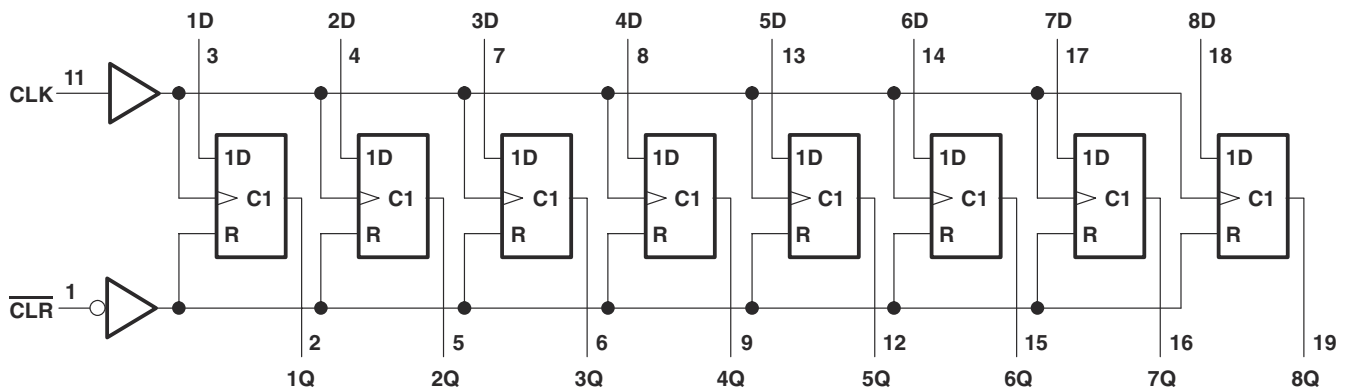 1D 2D 3D 4D 5D 6D 7D 8D
3 4 7 8 13 14 17 18
CLK 11
1D 1D 1D 1D 1D 1D 1D 1D
C1 C1 C1 C1 C1 C1 C1 C1
R R R R R R R R
CLR 1
2 5 6 9 12 15 16 19
1Q 2Q 3Q 4Q 5Q 6Q 7Q 8Q